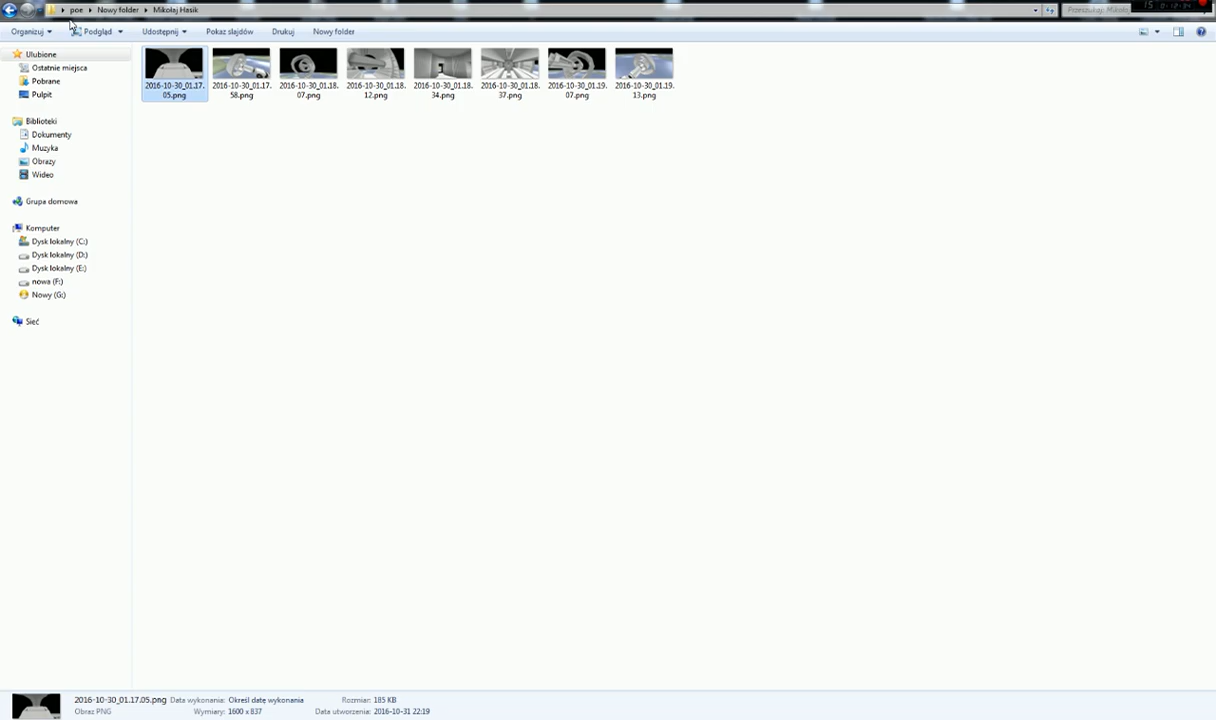 poe Nowy folder Mikołaj Hasik
Organizuj Podgląd Udostępnij Pokaz slajdów Drukuj Nowy folder
Ulubione
Ostatnie miejsca
Pobrane
Pulpit
Biblioteki
Dokumenty
Muzyka
Obrazy
Wideo
Grupa domowa
Komputer
Dysk lokalny (C:)
Dysk lokalny (D:)
Dysk lokalny (E:)
nowa (F:)
Nowy (G:)
Sieć
2016-10-30_01.17.
05.png
2016-10-30_01.17.
58.png
2016-10-30_01.18.
07.png
2016-10-30_01.18.
12.png
2016-10-30_01.18.
34.png
2016-10-30_01.18.
37.png
2016-10-30_01.19.
07.png
2016-10-30_01.19.
13.png
2016-10-30_01.17.05.png Data wykonania: Określ datę wykonania Rozmiar: 185 KB
Obraz PNG Wymiary: 1600 x 837 Data utworzenia: 2016-10-31 22:19